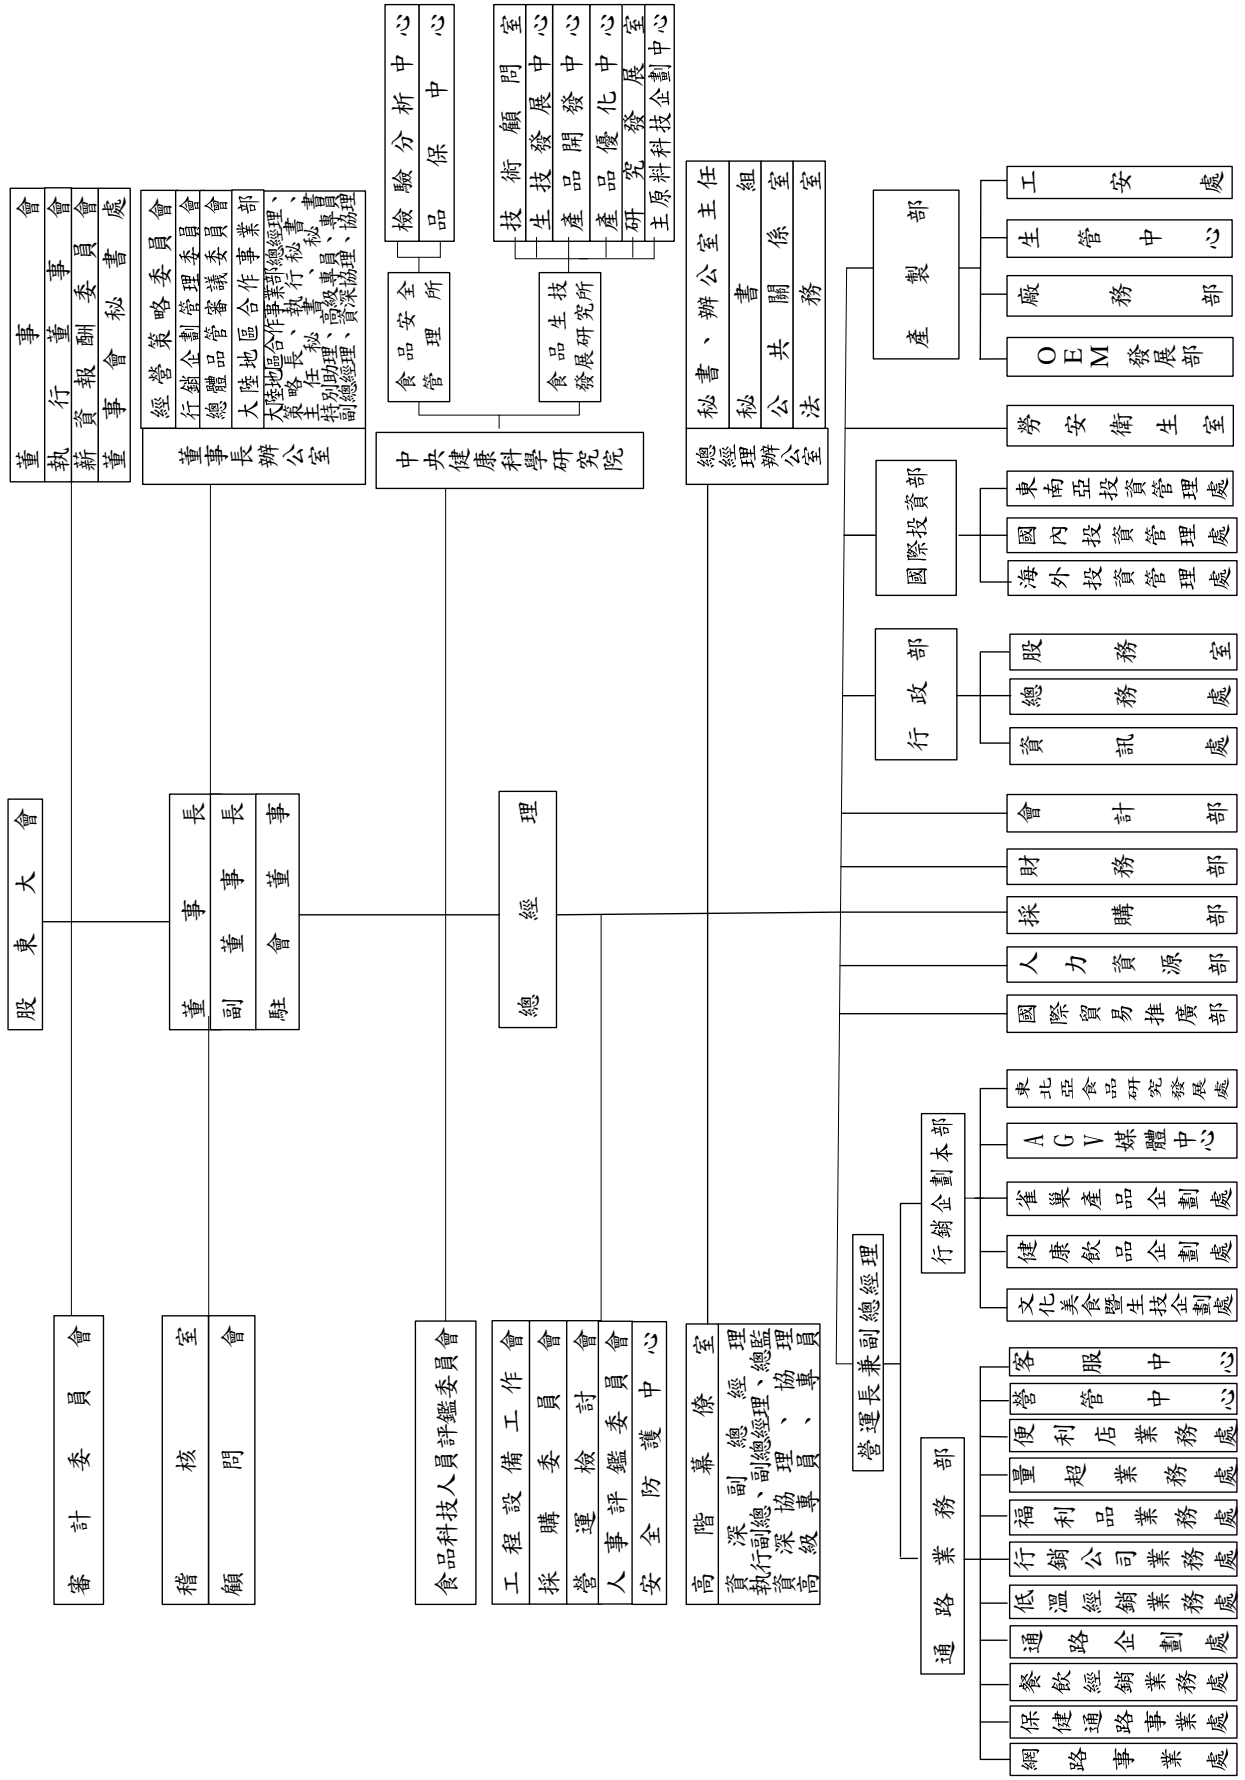 股東大會
董事會
執行董事會
薪資報酬委員會
董事會秘書處
審計委員會
董事長
副董事長
駐會董事
董事長辦公室
經營策略委員會
行銷企劃管理委員會
總體品管審議委員會
大陸地區合作事業部
大陸地區合作事業部總經理、
策略長、執行秘書、
主任秘書、秘書
特別助理、高級專員、專員
副總經理、資深協理、協理
稽核室
顧問會
中央健康科學研究院
食品安全
管理所
檢驗分析中心
品保中心
食品生技
發展研究所
技術顧問室
生技發展中心
產品開發中心
產品優化中心
研究發展室
主原料科技企劃中心
食品科技人員評鑑委員會
總經理
工程設備工作會
採購委員會
營運檢討會
人事評鑑委員會
安全防護中心
總經理辦公室
秘書、辦公室主任
秘書組
公共關係室
法務室
高階幕僚室
資深副總經理
執行副總、副總經理、總監
資深協理、協理
高級專員、專員
營運長兼副總經理
通路業務部
網路事業處
保健通路事業處
餐飲經銷業務處
通路企劃處
低溫經銷業務處
行銷公司業務處
福利品業務處
量超業務處
便利店業務處
營管中心
客服中心
行銷企劃本部
文化美食暨生技企劃處
健康飲品企劃處
雀巢產品企劃處
AGV媒體中心
東北亞食品研究發展處
國際貿易推廣部
人力資源部
採購部
財務部
會計部
行政部
資訊處
總務處
股務室
國際投資部
海外投資管理處
國內投資管理處
東南亞投資管理處
勞安衛生室
產製部
OEM發展部
廠務部
生管中心
工安處